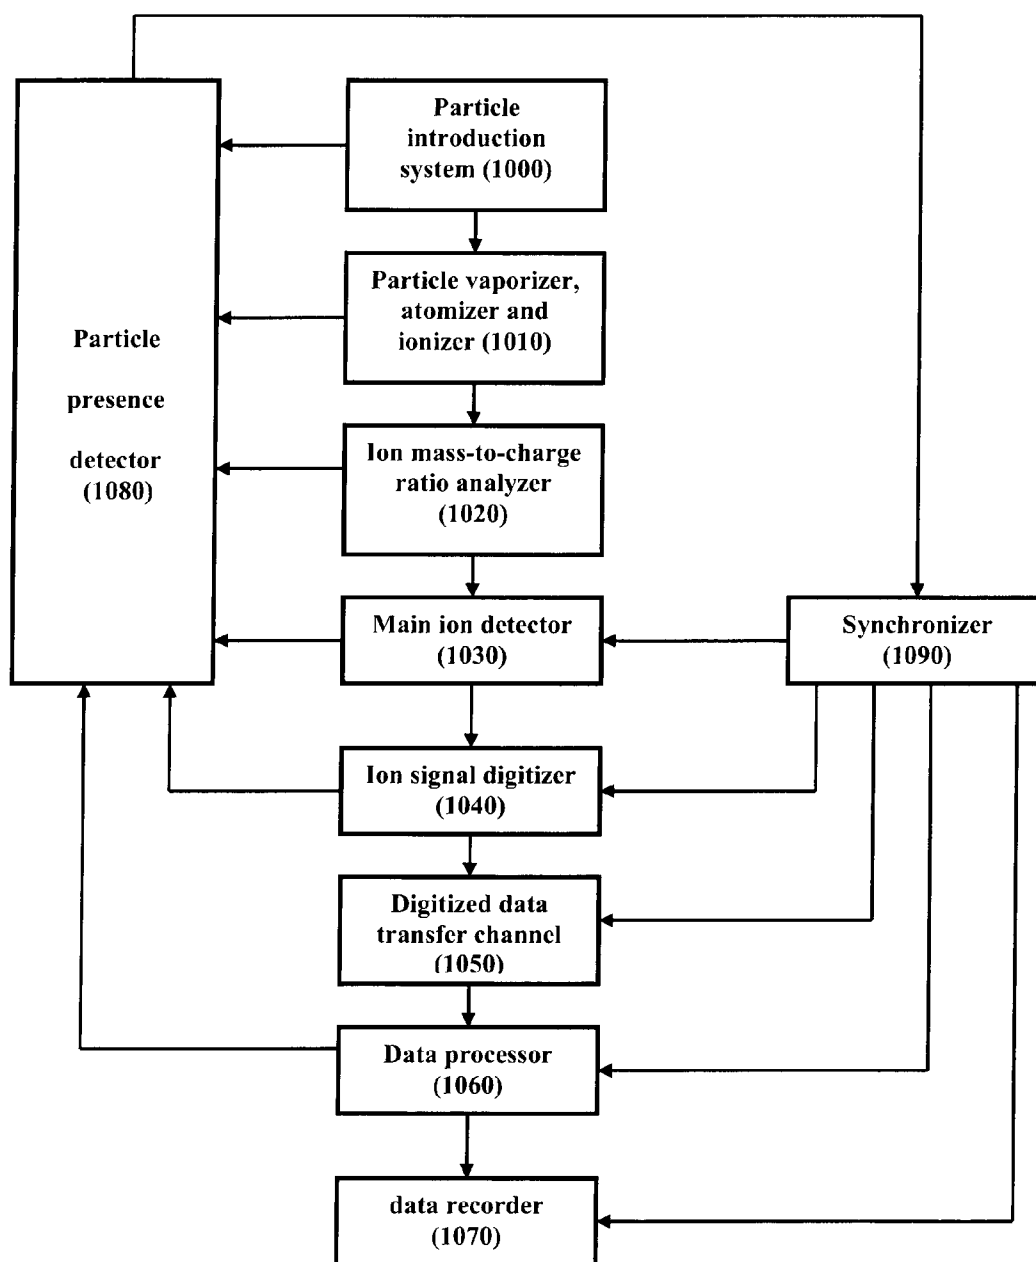 Particle
introduction
system (1000)
Particle vaporizer,
atomizer and
ionizer (1010)
Particle
presence
detector
(1080)
Ion mass-to-charge
ratio analyzer
(1020)
Main ion detector
(1030)
Synchronizer
(1090)
Ion signal digitizer
(1040)
Digitized data
transfer channel
(1050)
Data processor
(1060)
data recorder
(1070)